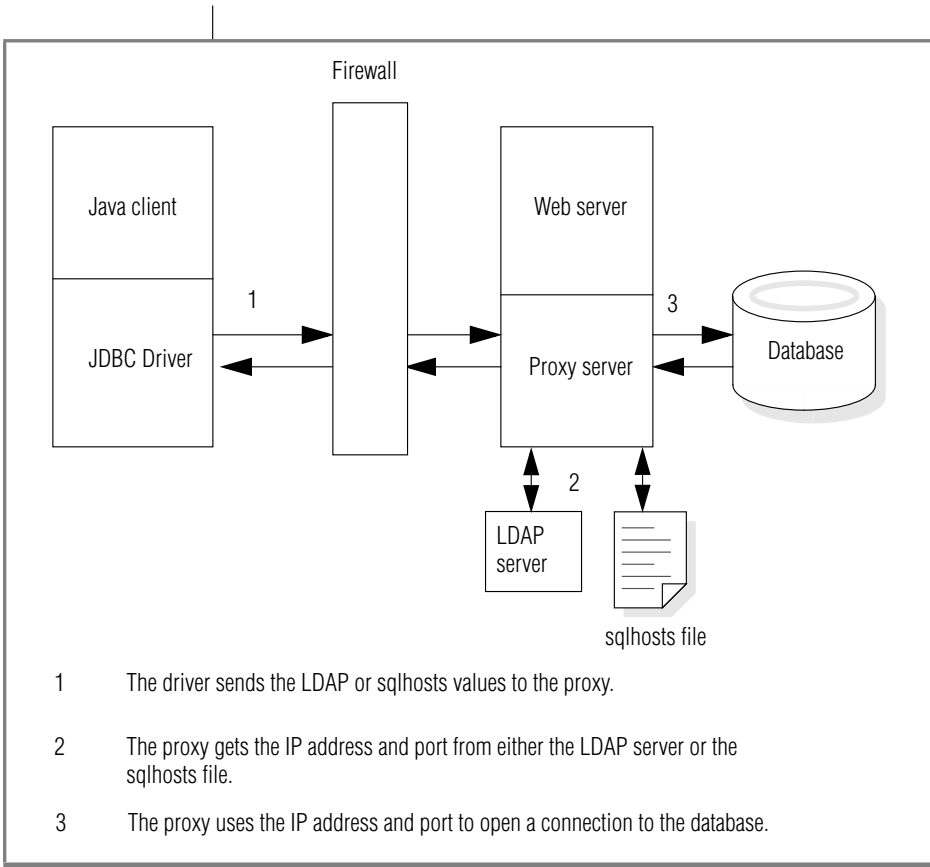 Firewall
Java client
Web server
1
3
JDBC Driver
Proxy server
Database
2
LDAP
server
sqlhosts file
1 The driver sends the LDAP or sqlhosts values to the proxy.
2 The proxy gets the IP address and port from either the LDAP server or the
sqlhosts file.
3 The proxy uses the IP address and port to open a connection to the database.